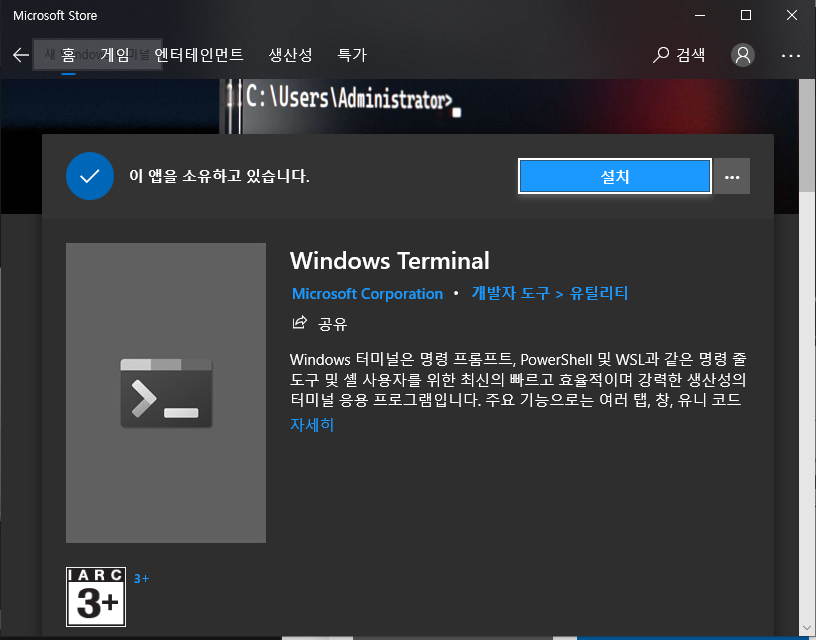 Microsoft Store
홈 게임 엔터테인먼트 생산성 특가 검색
C:\Users\Administrator>
이 앱을 소유하고 있습니다. 설치
Windows Terminal
Microsoft Corporation • 개발자 도구 > 유틸리티
공유
Windows 터미널은 명령 프롬프트, PowerShell 및 WSL과 같은 명령 줄
도구 및 셸 사용자를 위한 최신의 빠르고 효율적이며 강력한 생산성의
터미널 응용 프로그램입니다. 주요 기능으로는 여러 탭, 창, 유니 코드
자세히
IARC
3+
3+